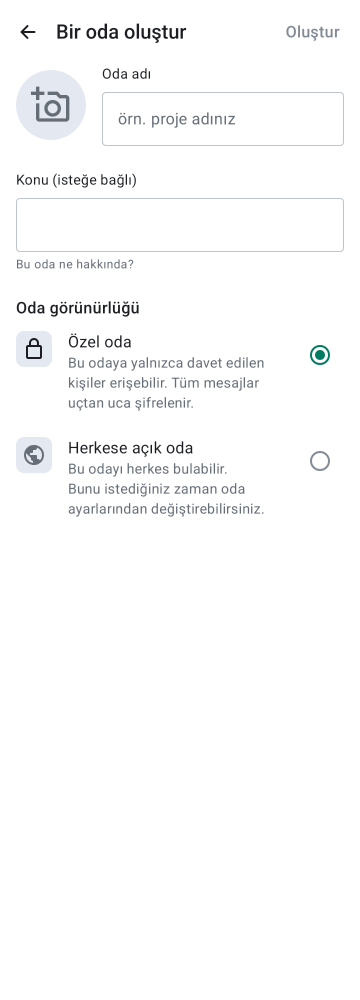 Bir oda oluştur
Oluştur
Oda adı
örn. proje adınız
Konu (isteğe bağlı)
Bu oda ne hakkında?
Oda görünürlüğü
Özel oda
Bu odaya yalnızca davet edilen
kişiler erişebilir. Tüm mesajlar
uçtan uca şifrelenir.
Herkese açık oda
Bu odayı herkes bulabilir.
Bunu istediğiniz zaman oda
ayarlarından değiştirebilirsiniz.